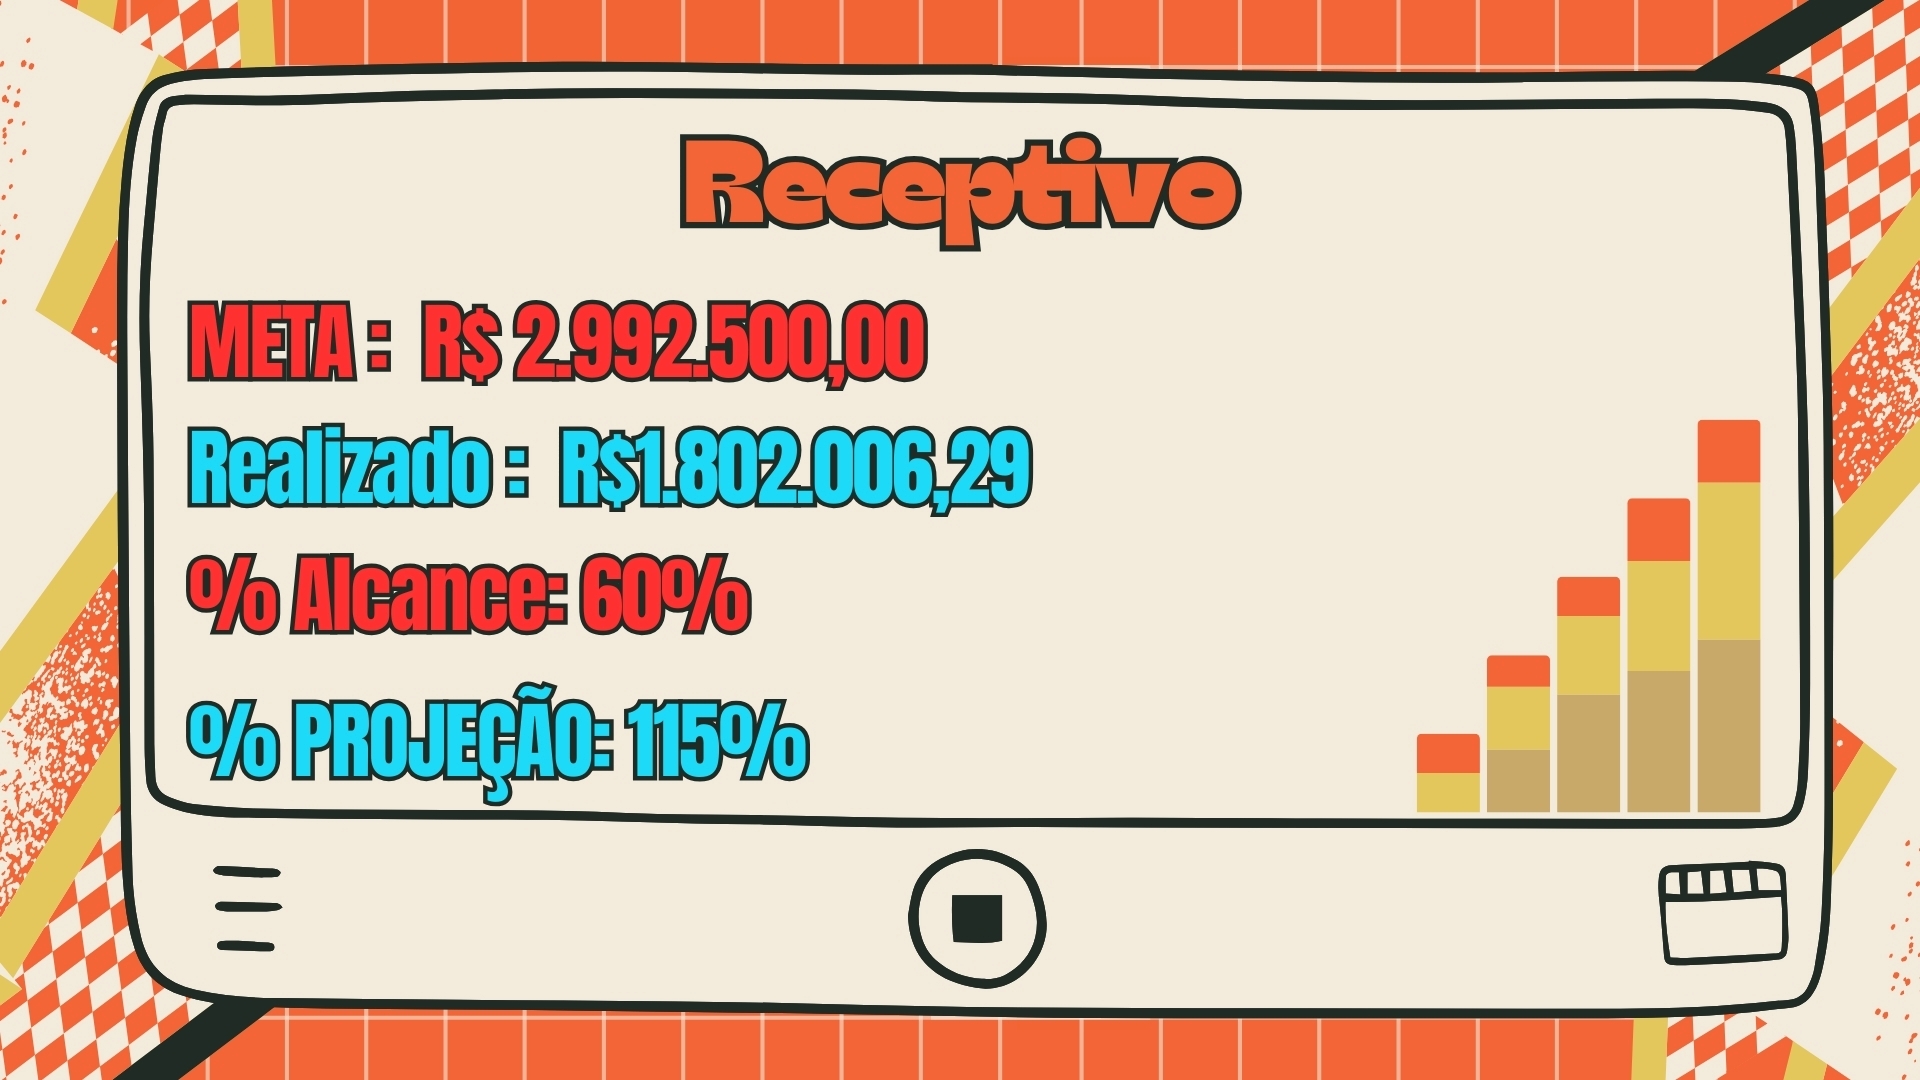 Receptivo
META : R$ 2.992.500,00
Realizado : R$1.802.006,29
% Alcance: 60%
% PROJEÇÃO: 115%